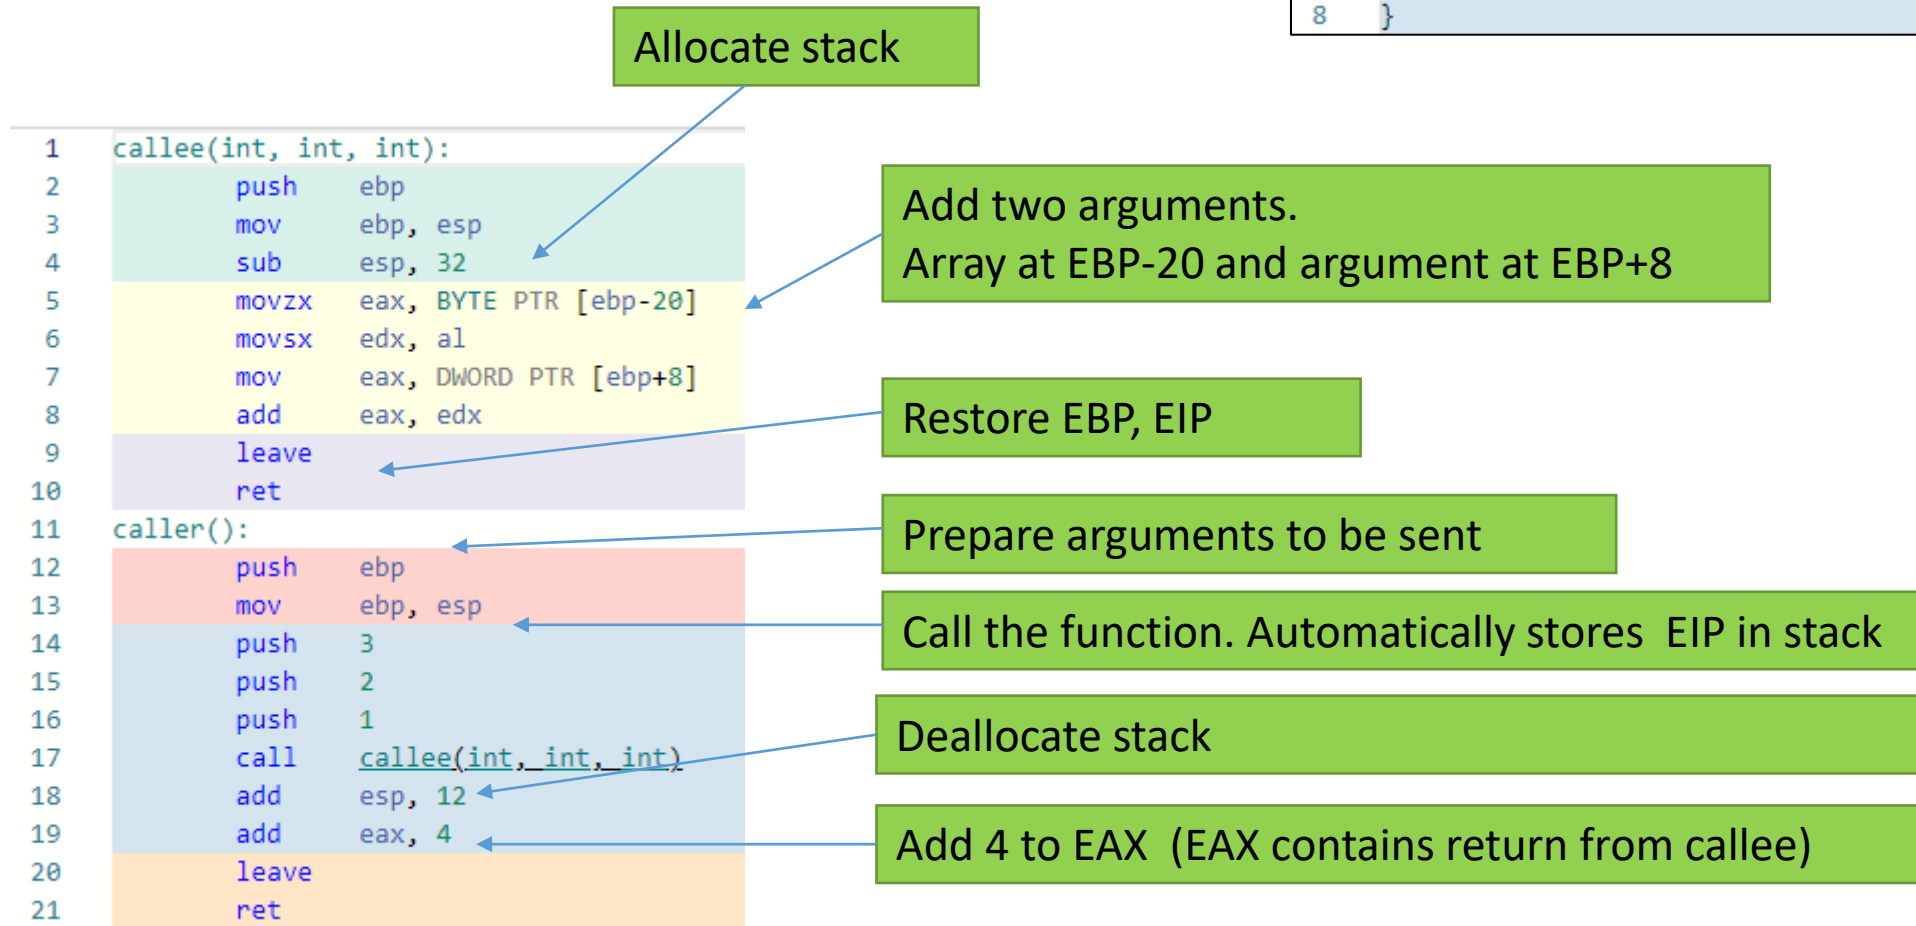 8 }
Allocate stack
1 callee(int, int, int):
2 push ebp
3 mov ebp, esp
4 sub esp, 32
5 movzx eax, BYTE PTR [ebp-20]
6 movsx edx, al
7 mov eax, DWORD PTR [ebp+8]
8 add eax, edx
9 leave
10 ret
11 caller():
12 push ebp
13 mov ebp, esp
14 push 3
15 push 2
16 push 1
17 call callee(int, int, int)
18 add esp, 12
19 add eax, 4
20 leave
21 ret
Add two arguments.
Array at EBP-20 and argument at EBP+8
Restore EBP, EIP
Prepare arguments to be sent
Call the function. Automatically stores EIP in stack
Deallocate stack
Add 4 to EAX (EAX contains return from callee)